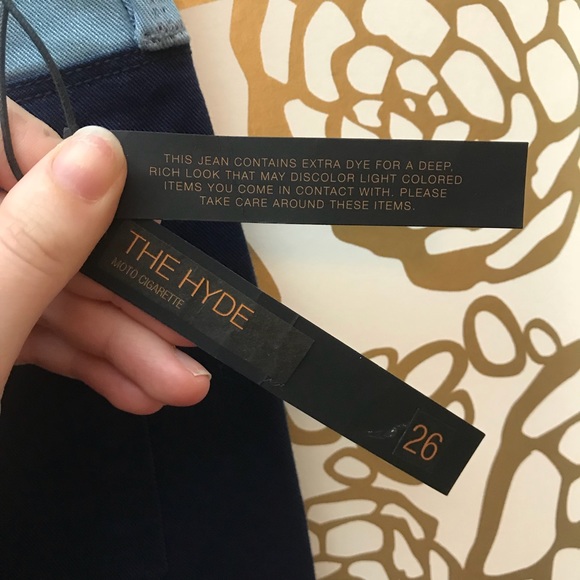 THIS JEAN CONTAINS EXTRA DYE FOR A DEEP,
RICH LOOK THAT MAY DISCOLOR LIGHT COLORED
ITEMS YOU COME IN CONTACT WITH. PLEASE
TAKE CARE AROUND THESE ITEMS.
THE HYDE
MOTO CIGARETTE
26